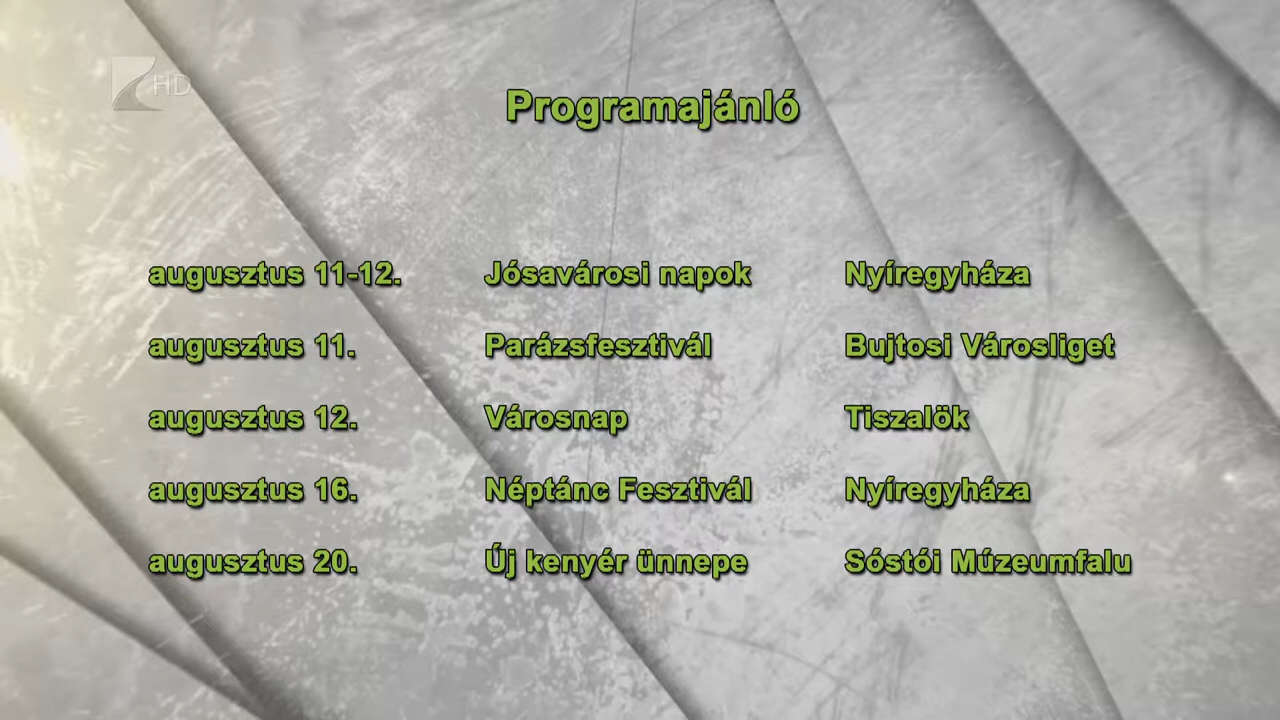 HD
Programajánló
augusztus 11-12. Jósavárosi napok Nyíregyháza
augusztus 11. Parázsfesztivál Bujtosi Városliget
augusztus 12. Városnap Tiszalök
augusztus 16. Néptánc Fesztivál Nyíregyháza
augusztus 20. Új kenyér ünnepe Sóstói Múzeumfalu